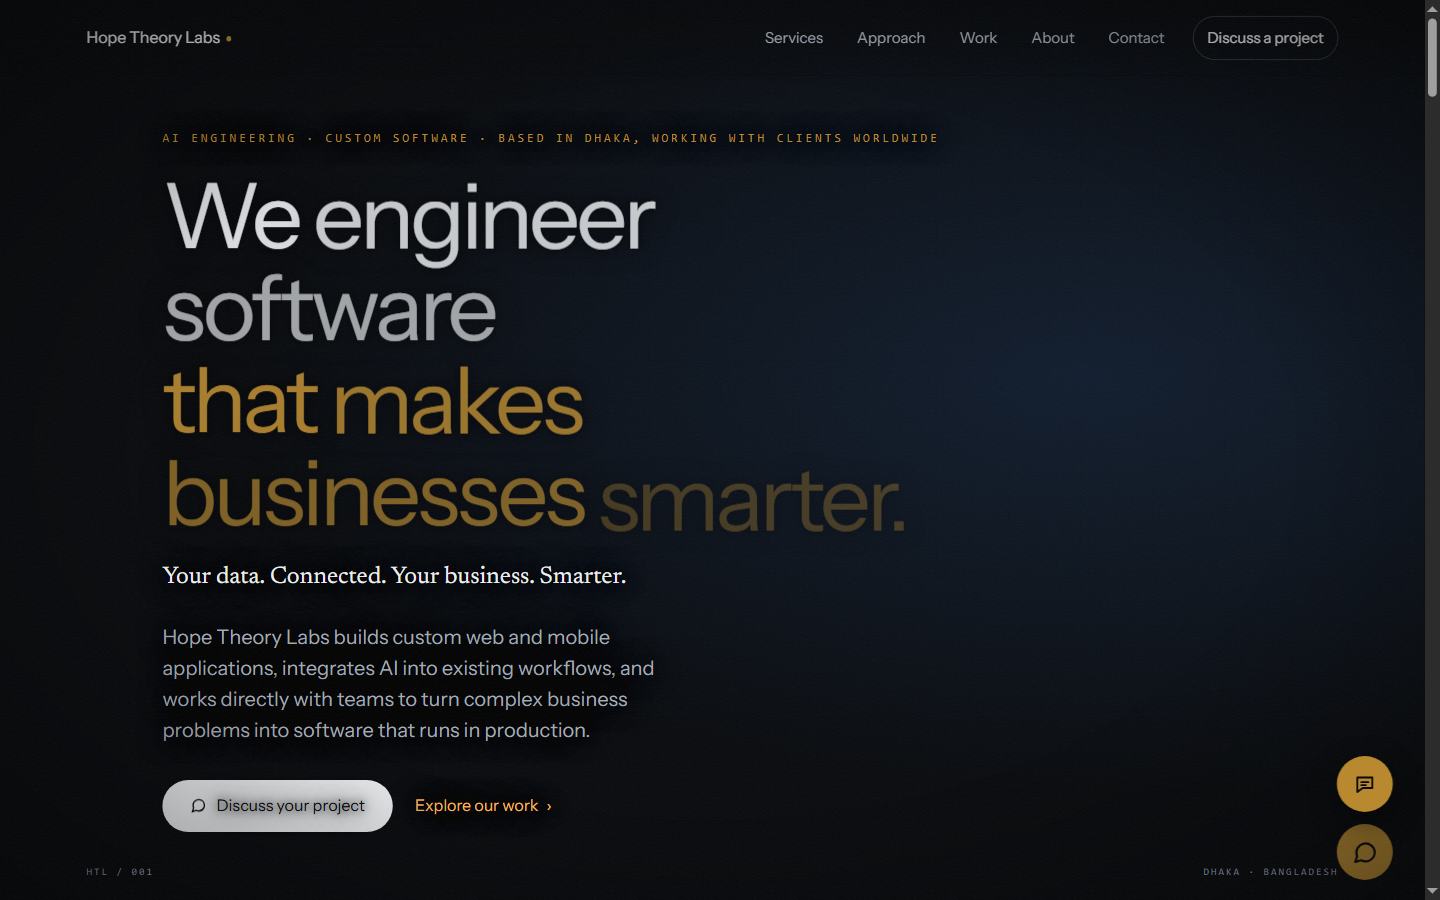 Hope Theory Labs
Services Approach Work About Contact Discuss a project
AI ENGINEERING · CUSTOM SOFTWARE · BASED IN DHAKA, WORKING WITH CLIENTS WORLDWIDE
We engineer
software
that makes
businesses smarter.
Your data. Connected. Your business. Smarter.
Hope Theory Labs builds custom web and mobile
applications, integrates AI into existing workflows, and
works directly with teams to turn complex business
problems into software that runs in production.
Discuss your project Explore our work ›
HTL / 001 DHAKA · BANGLADESH